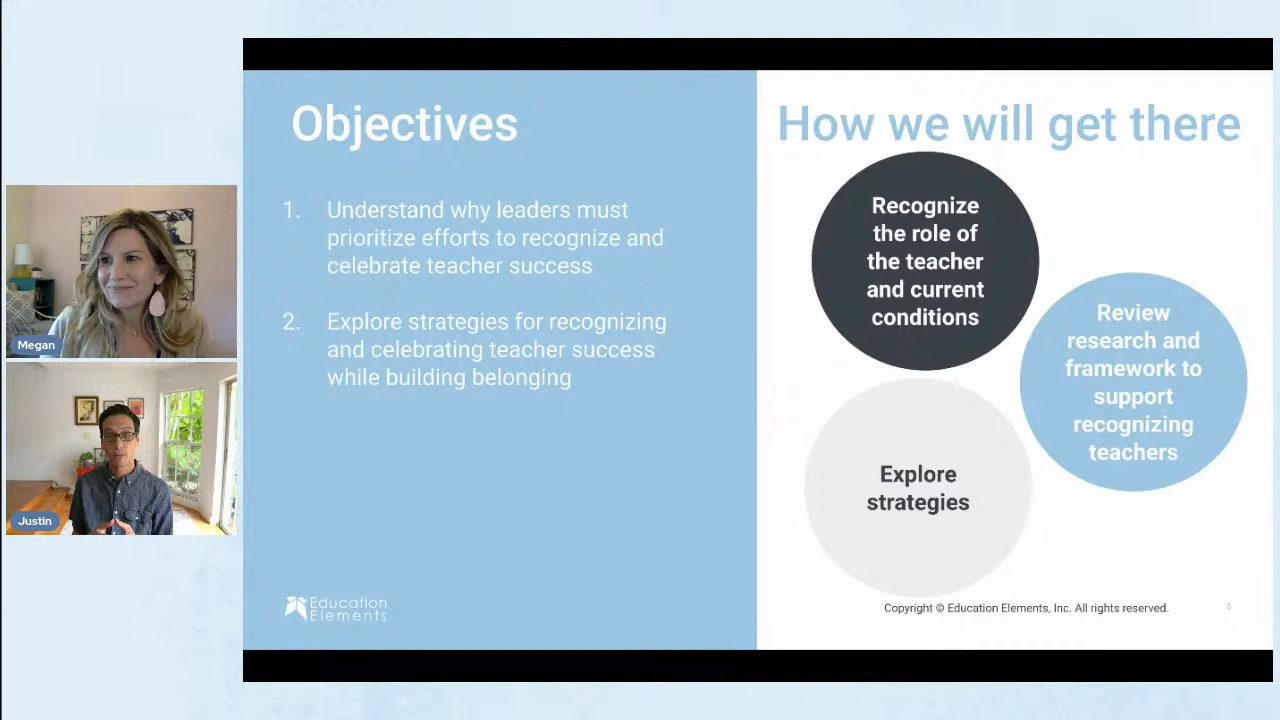 Objectives
1. Understand why leaders must
prioritize efforts to recognize and
celebrate teacher success
2. Explore strategies for recognizing
and celebrating teacher success
while building belonging
Education
Elements
How we will get there
Recognize
the role of
the teacher
and current
conditions
Review
research and
framework to
support
recognizing
teachers
Explore
strategies
Copyright © Education Elements, Inc. All rights reserved.
5
Megan
Justin